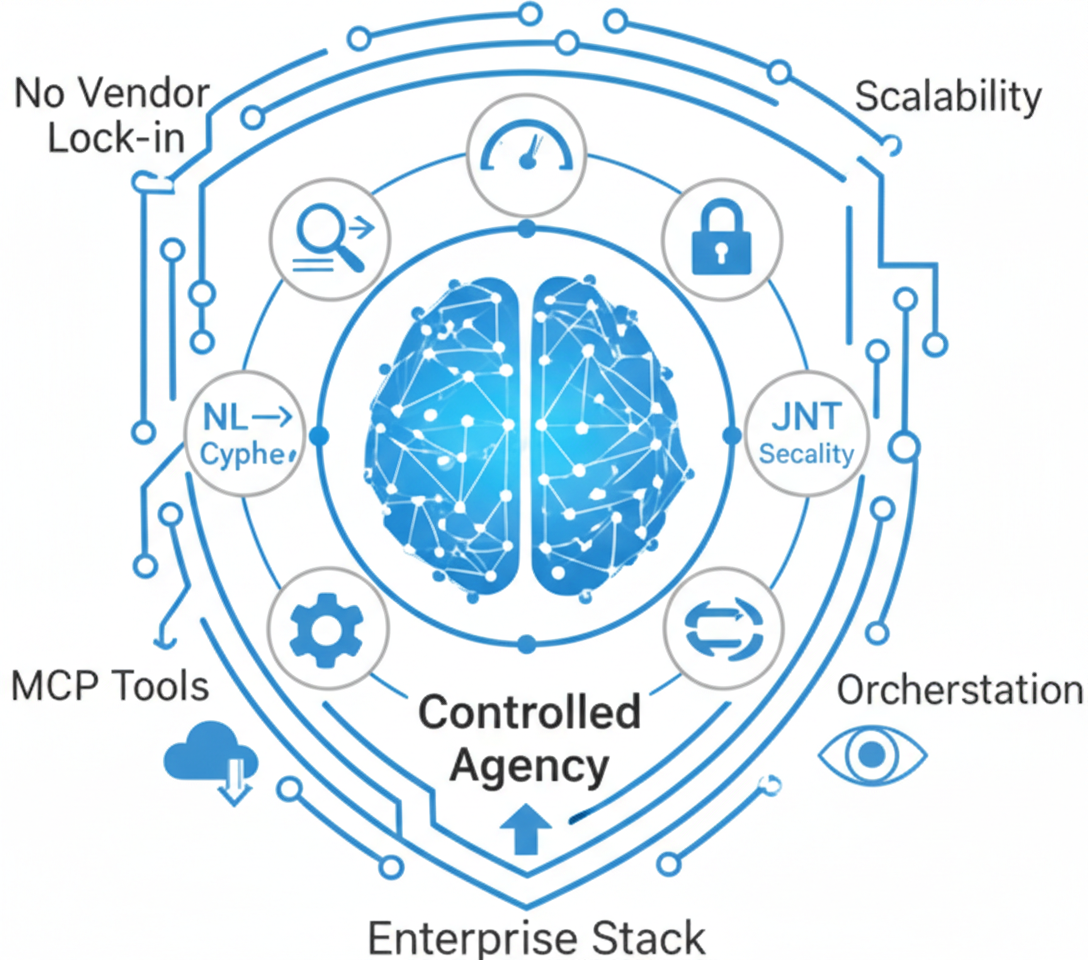 No Vendor
Lock-in
Scalability
NL→
Cyphe
JNT
Secality
MCP Tools
Orcherstation
Controlled
Agency
Enterprise Stack